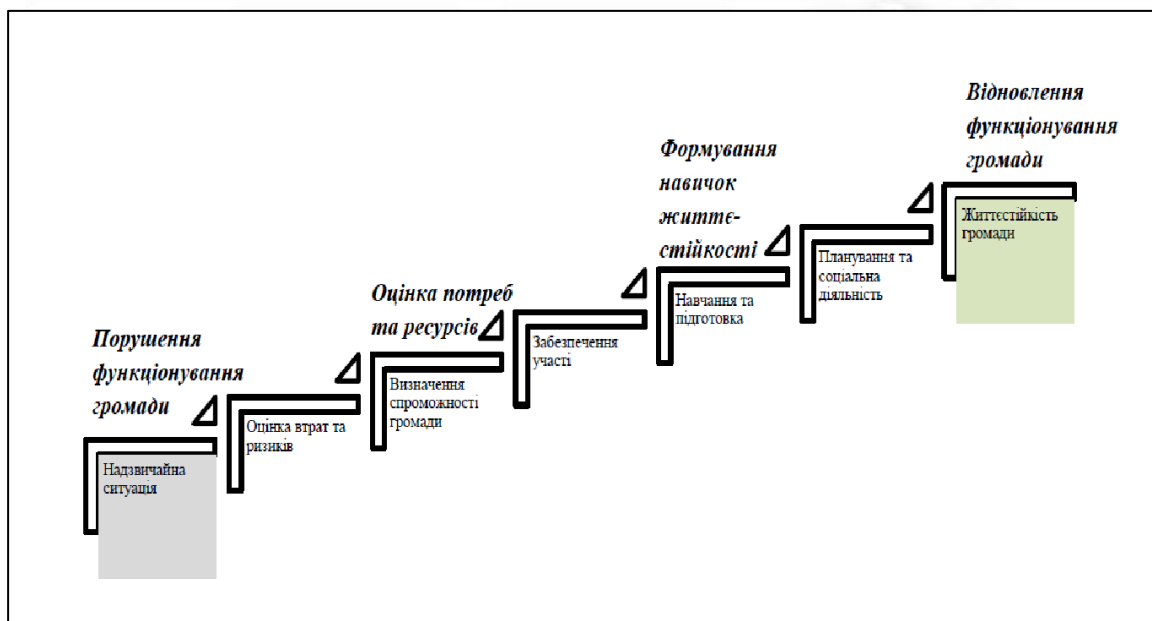 Порушення
функціонування
громади
Надзвичайна
ситуація
Оцінка втрат та
ризиків
Оцінка потреб
та ресурсів
Визначення
спроможності
громади
Забезпечення
участі
Формування
навичок
життє-
стійкості
Навчання та
підготовка
Планування та
соціальна
діяльність
Відновлення
функціонування
громади
Життєстійкість
громади